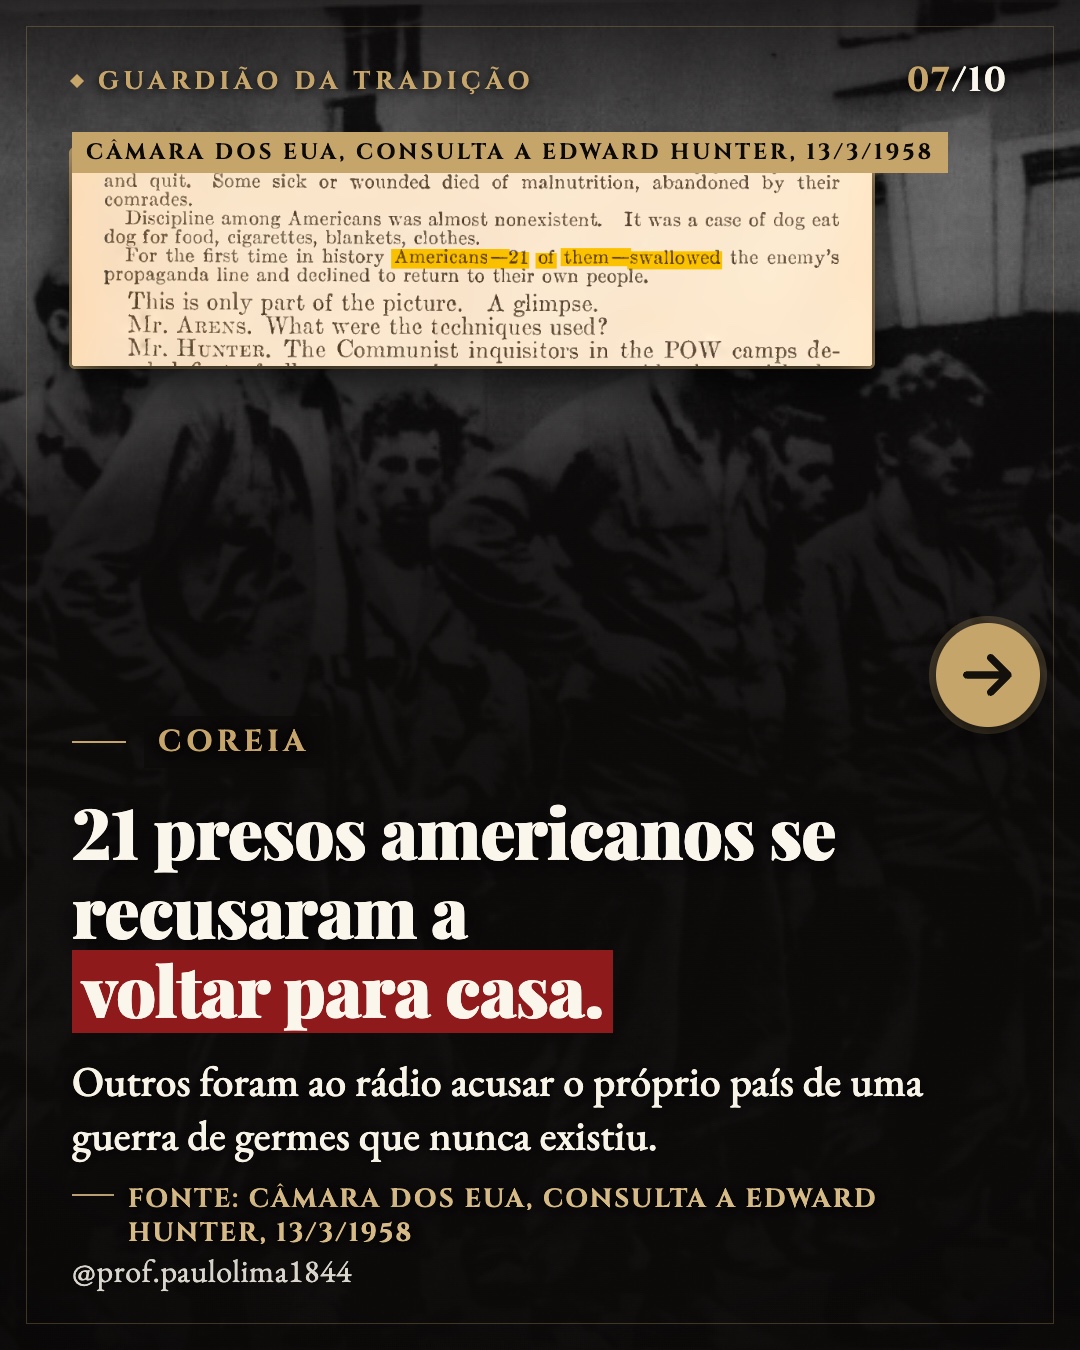 ◆ GUARDIÃO DA TRADIÇÃO
07/10
CÂMARA DOS EUA, CONSULTA A EDWARD HUNTER, 13/3/1958
and quit. Some sick or wounded died of malnutrition, abandoned by their
comrades.
Discipline among Americans was almost nonexistent. It was a case of dog eat
dog for food, cigarettes, blankets, clothes.
For the first time in history Americans—21 of them—swallowed the enemy's
propaganda line and declined to return to their own people.
This is only part of the picture. A glimpse.
Mr. ARENS. What were the techniques used?
Mr. HUNTER. The Communist inquisitors in the POW camps de-
COREIA
21 presos americanos se
recusaram a
voltar para casa.
Outros foram ao rádio acusar o próprio país de uma
guerra de germes que nunca existiu.
FONTE: CÂMARA DOS EUA, CONSULTA A EDWARD
HUNTER, 13/3/1958
@prof.paulolima1844